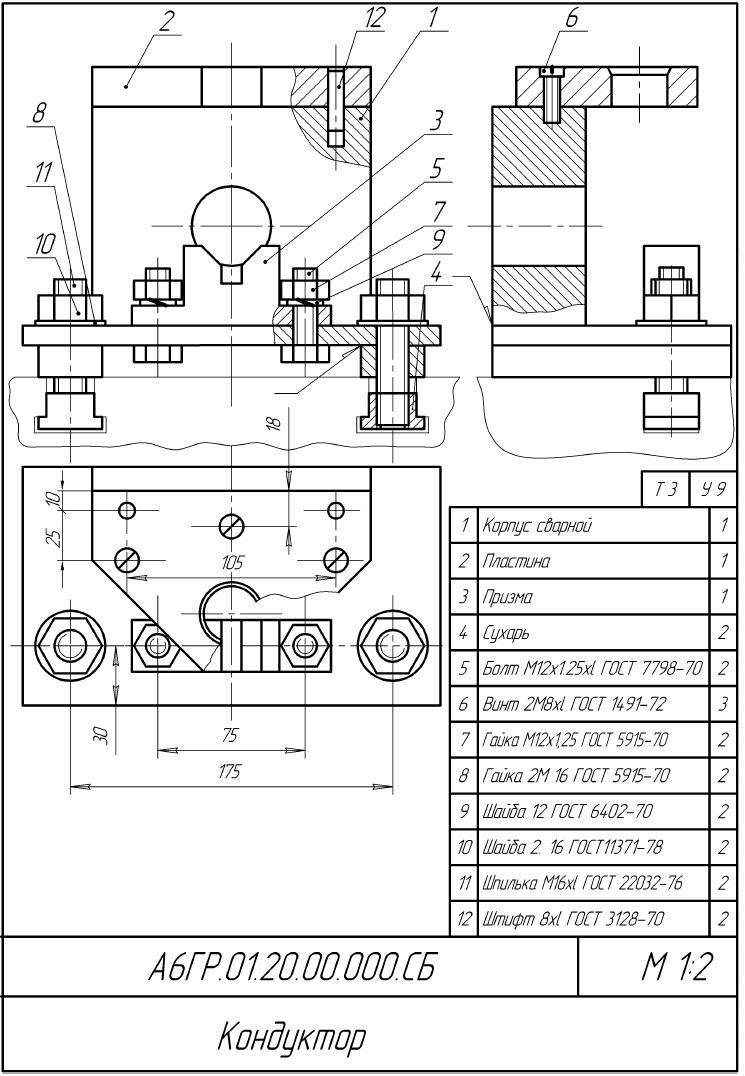 2
12
1
6
8
3
11
5
7
10
9
4
18
10
25
105
30
75
175
Т 3 У 9
1 Корпус сварной 1
2 Пластина 1
3 Призма 1
4 Сухарь 2
5 Болт М12х1.25хl ГОСТ 7798-70 2
6 Винт 2М8хl ГОСТ 1491-72 3
7 Гайка М12х1,25 ГОСТ 5915-70 2
8 Гайка 2М 16 ГОСТ 5915-70 2
9 Шайба 12 ГОСТ 6402-70 2
10 Шайба 2. 16 ГОСТ11371-78 2
11 Шпилька М16хl ГОСТ 22032-76 2
12 Штифт 8хl ГОСТ 3128-70 2
А6ГР.01.20.00.000.СБ М 1:2
Кондуктор